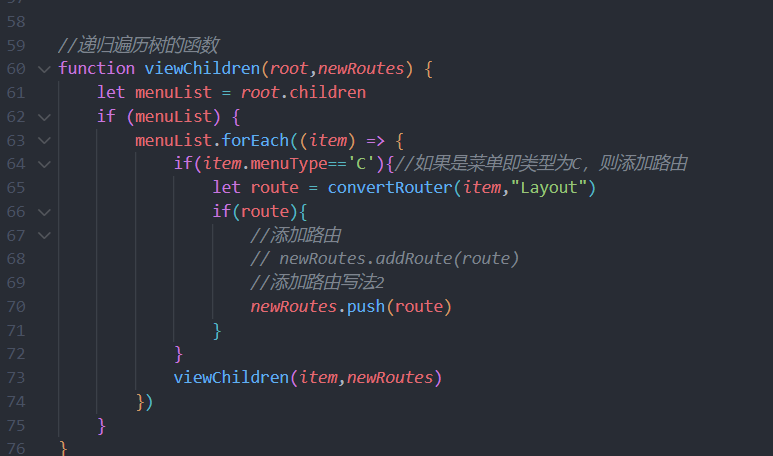 57
58
59 //递归遍历树的函数
60 function viewChildren(root,newRoutes) {
61 let menuList = root.children
62 if (menuList) {
63 menuList.forEach((item) => {
64 if(item.menuType=='C'){//如果是菜单即类型为C，则添加路由
65 let route = convertRouter(item,"Layout")
66 if(route){
67 //添加路由
68 // newRoutes.addRoute(route)
69 //添加路由写法2
70 newRoutes.push(route)
71 }
72 }
73 viewChildren(item,newRoutes)
74 })
75 }
76 }